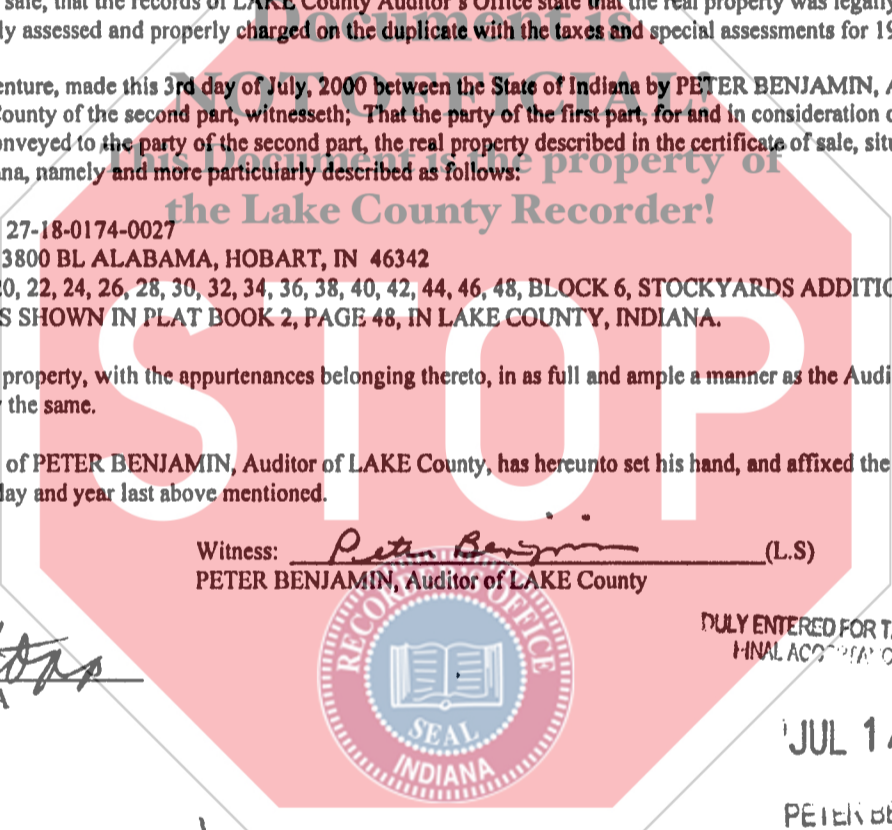 sale, that the records of LAKE County Auditor's Office state that the real property was legally
ly assessed and properly charged on the duplicate with the taxes and special assessments for 19
Document is
NOT OFFICIAL!
This Document is the property of
the Lake County Recorder!
enture, made this 3rd day of July, 2000 between the State of Indiana by PETER BENJAMIN, A
County of the second part, witnesseth; That the party of the first part, for and in consideration o
onveyed to the party of the second part, the real property described in the certificate of sale, situ
na, namely and more particularly described as follows:
27-18-0174-0027
3800 BL ALABAMA, HOBART, IN 46342
20, 22, 24, 26, 28, 30, 32, 34, 36, 38, 40, 42, 44, 46, 48, BLOCK 6, STOCKYARDS ADDITIO
S SHOWN IN PLAT BOOK 2, PAGE 48, IN LAKE COUNTY, INDIANA.
STOP
property, with the appurtenances belonging thereto, in as full and ample a manner as the Audi
the same.
of PETER BENJAMIN, Auditor of LAKE County, has hereunto set his hand, and affixed the
day and year last above mentioned.
Witness: Peter Benjamin (L.S)
PETER BENJAMIN, Auditor of LAKE County
RECORDER'S OFFICE
SEAL
INDIANA
DULY ENTERED FOR T
FINAL
JUL 1
PETER BE